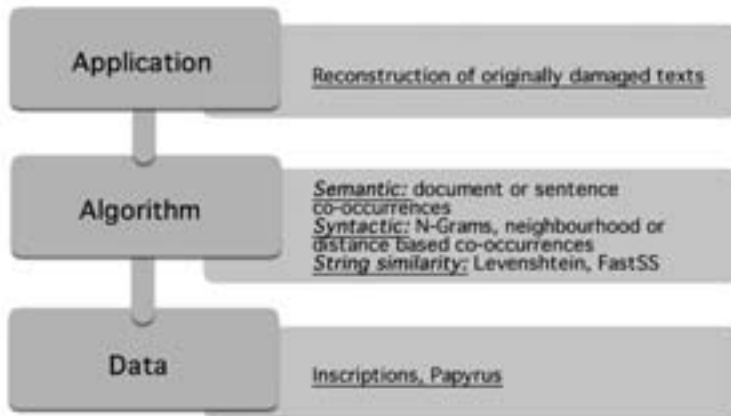 Application
Reconstruction of originally damaged texts
Algorithm
Semantic: document or sentence
co-occurrences
Syntactic: N-Grams, neighbourhood or
distance based co-occurrences
String similarity: Levenshtein, FastSS
Data
Inscriptions, Papyrus